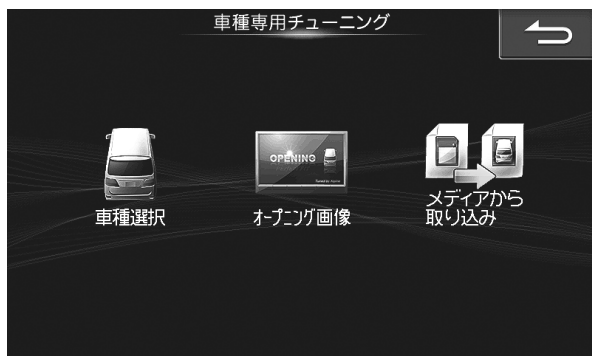 車種専用チューニング
OPENING
車種選択
オープニング画像
メディアから
取り込み